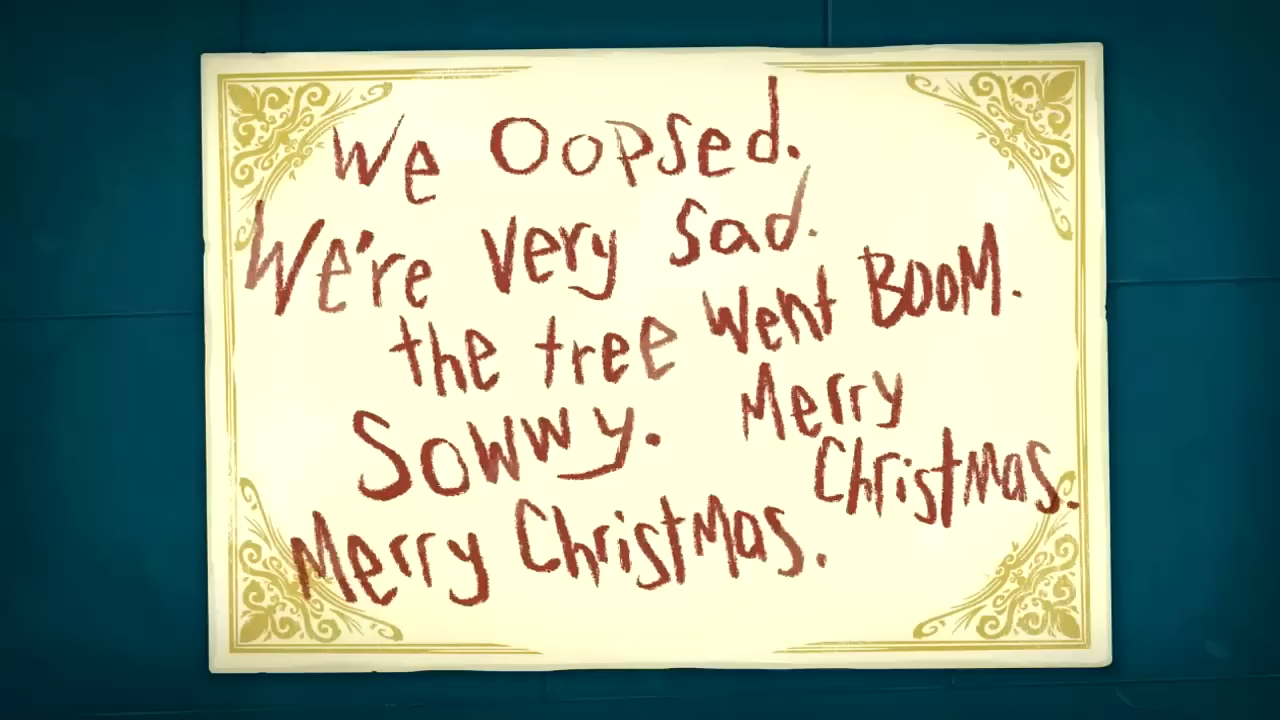 We Oopsed.
We're very sad.
the tree went BOOM.
Sowwy. Merry
Christmas.
Merry Christmas.